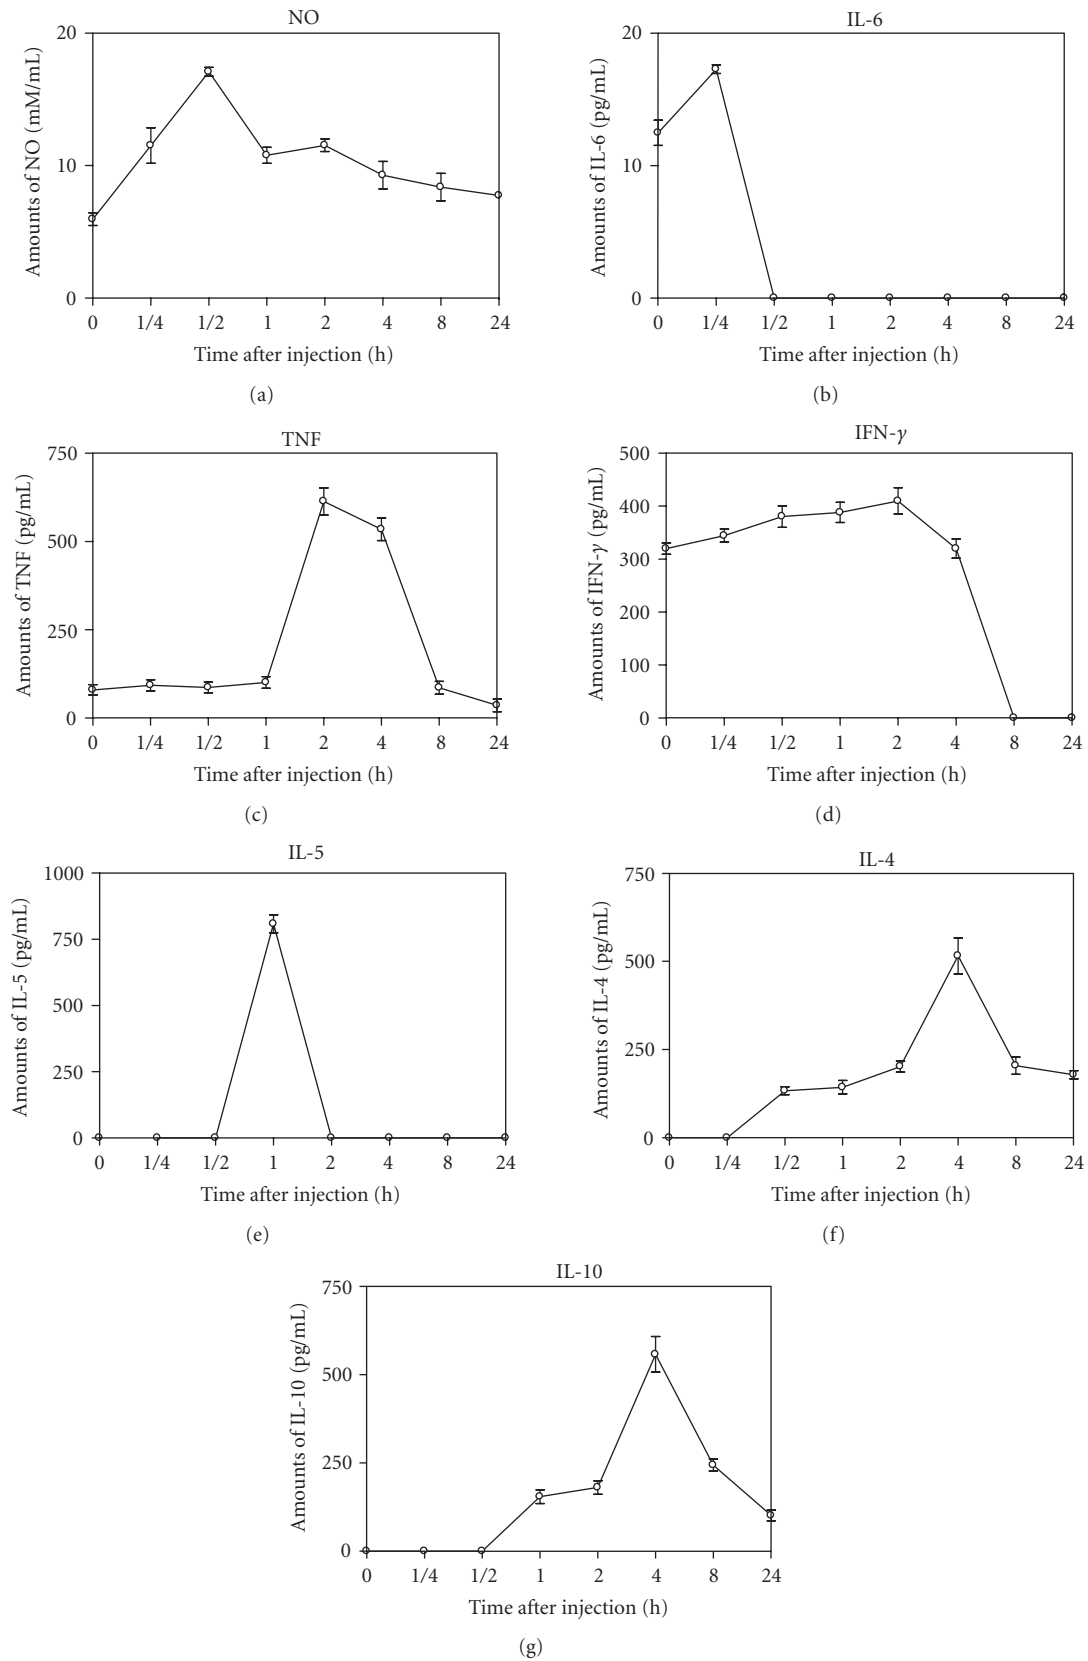 NO
Amounts of NO (mM/mL)
20
10
0
0 1/4 1/2 1 2 4 8 24
Time after injection (h)
(a)
IL-6
Amounts of IL-6 (pg/mL)
20
10
0
0 1/4 1/2 1 2 4 8 24
Time after injection (h)
(b)
TNF
Amounts of TNF (pg/mL)
750
500
250
0
0 1/4 1/2 1 2 4 8 24
Time after injection (h)
(c)
IFN-γ
Amounts of IFN-γ (pg/mL)
500
400
300
200
100
0
0 1/4 1/2 1 2 4 8 24
Time after injection (h)
(d)
IL-5
Amounts of IL-5 (pg/mL)
1000
750
500
250
0
0 1/4 1/2 1 2 4 8 24
Time after injection (h)
(e)
IL-4
Amounts of IL-4 (pg/mL)
750
500
250
0
0 1/4 1/2 1 2 4 8 24
Time after injection (h)
(f)
IL-10
Amounts of IL-10 (pg/mL)
750
500
250
0
0 1/4 1/2 1 2 4 8 24
Time after injection (h)
(g)